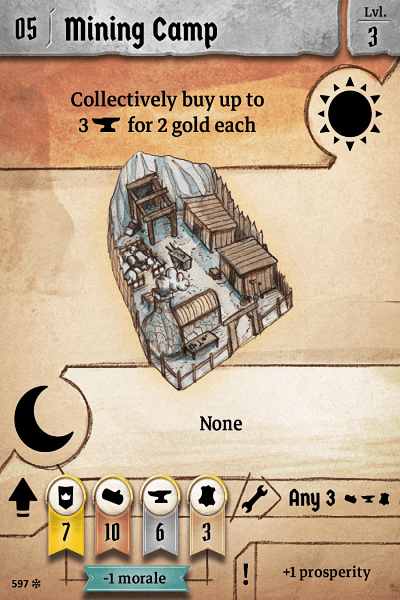 05 Mining Camp
Lvl.
3
Collectively buy up to
3 for 2 gold each
None
7 10 6 3
Any 3
-1 morale
! +1 prosperity
597